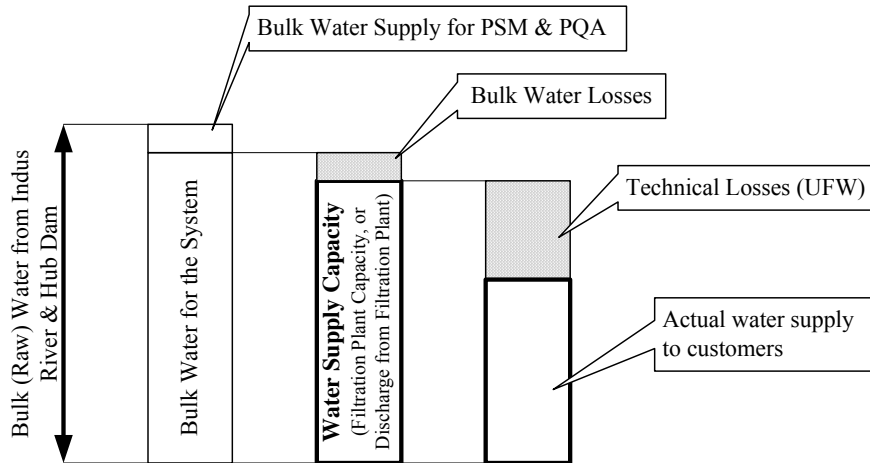 Bulk Water Supply for PSM & PQA
Bulk Water Losses
Technical Losses (UFW)
Actual water supply
to customers
Bulk (Raw) Water from Indus
River & Hub Dam
Bulk Water for the System
Water Supply Capacity
(Filtration Plant Capacity, or
Discharge from Filtration Plant)